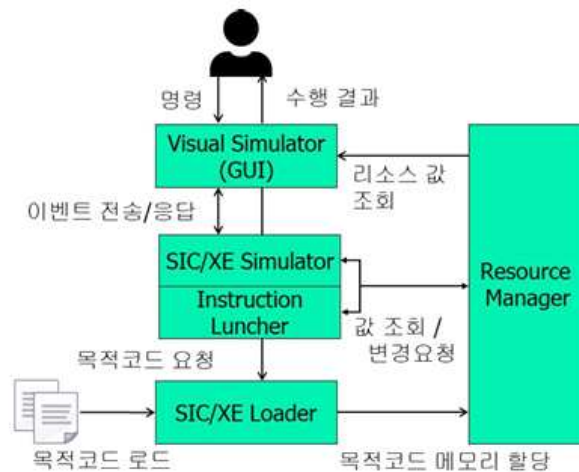 명령
수행 결과
Visual Simulator
(GUI)
리소스 값
조회
이벤트 전송/응답
SIC/XE Simulator
Instruction
Luncher
Resource
Manager
값 조회 /
변경요청
목적코드 요청
SIC/XE Loader
목적코드 로드
목적코드 메모리 할당